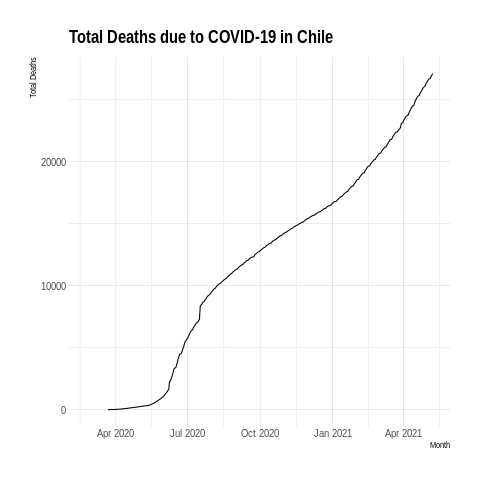 Total Deaths due to COVID-19 in Chile
Total Deaths
20000
10000
0
Apr 2020 Jul 2020 Oct 2020 Jan 2021 Apr 2021
Month